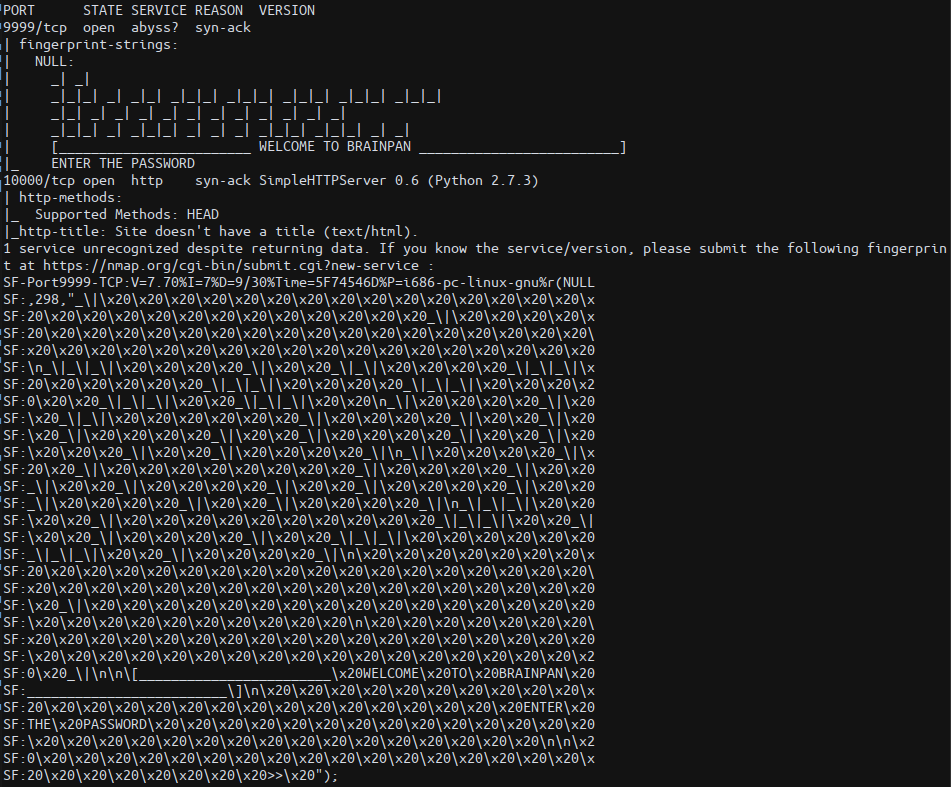 PORT      STATE SERVICE REASON  VERSION
9999/tcp  open  abyss?  syn-ack
| fingerprint-strings:
|   NULL:
|     _| _|
|     _|_|_| _| _|_| _|_|_| _|_|_| _|_|_| _|_|_| _|_|_|
|     _|_| _| _| _| _| _| _| _| _| _| _| _|
|     _|_|_| _| _|_|_| _| _| _| _|_|_| _|_|_| _| _|
|     [________________________ WELCOME TO BRAINPAN _________________________]
|_    ENTER THE PASSWORD
10000/tcp open  http    syn-ack SimpleHTTPServer 0.6 (Python 2.7.3)
| http-methods:
|_  Supported Methods: HEAD
|_http-title: Site doesn't have a title (text/html).
1 service unrecognized despite returning data. If you know the service/version, please submit the following fingerprin
t at https://nmap.org/cgi-bin/submit.cgi?new-service :
SF-Port9999-TCP:V=7.70%I=7%D=9/30%Time=5F74546D%P=i686-pc-linux-gnu%r(NULL
SF:,298,"_\|\x20\x20\x20\x20\x20\x20\x20\x20\x20\x20\x20\x20\x20\x20\x20\x
SF:20\x20\x20\x20\x20\x20\x20\x20\x20\x20\x20\x20\x20_\|\x20\x20\x20\x20\x
SF:20\x20\x20\x20\x20\x20\x20\x20\x20\x20\x20\x20\x20\x20\x20\x20\x20\x20\
SF:x20\x20\x20\x20\x20\x20\x20\x20\x20\x20\x20\x20\x20\x20\x20\x20\x20\x20
SF:\n_\|_\|_\|\x20\x20\x20\x20_\|\x20\x20_\|_\|\x20\x20\x20\x20_\|_\|_\|\x
SF:20\x20\x20\x20\x20\x20_\|_\|_\|\x20\x20\x20\x20_\|_\|_\|\x20\x20\x20\x2
SF:0\x20\x20_\|_\|_\|\x20\x20_\|_\|_\|\x20\x20\n_\|\x20\x20\x20\x20_\|\x20
SF:\x20_\|_\|\x20\x20\x20\x20\x20\x20_\|\x20\x20\x20\x20_\|\x20\x20_\|\x20
SF:\x20_\|\x20\x20\x20\x20_\|\x20\x20_\|\x20\x20\x20\x20_\|\x20\x20_\|\x20
SF:\x20\x20\x20_\|\x20\x20_\|\x20\x20\x20\x20_\|\n_\|\x20\x20\x20\x20_\|\x
SF:20\x20_\|\x20\x20\x20\x20\x20\x20\x20\x20_\|\x20\x20\x20\x20_\|\x20\x20
SF:_\|\x20\x20_\|\x20\x20\x20\x20_\|\x20\x20_\|\x20\x20\x20\x20_\|\x20\x20
SF:_\|\x20\x20\x20\x20_\|\x20\x20_\|\x20\x20\x20\x20_\|\n_\|_\|_\|\x20\x20
SF:\x20\x20_\|\x20\x20\x20\x20\x20\x20\x20\x20\x20\x20_\|_\|_\|\x20\x20_\|
SF:\x20\x20_\|\x20\x20\x20\x20_\|\x20\x20_\|_\|_\|\x20\x20\x20\x20\x20\x20
SF:_\|_\|_\|\x20\x20_\|\x20\x20\x20\x20_\|\n\x20\x20\x20\x20\x20\x20\x20\x
SF:20\x20\x20\x20\x20\x20\x20\x20\x20\x20\x20\x20\x20\x20\x20\x20\x20\x20\
SF:x20\x20\x20\x20\x20\x20\x20\x20\x20\x20\x20\x20\x20\x20\x20\x20\x20\x20
SF:\x20_\|\x20\x20\x20\x20\x20\x20\x20\x20\x20\x20\x20\x20\x20\x20\x20\x20
SF:\x20\x20\x20\x20\x20\x20\x20\x20\x20\x20\n\x20\x20\x20\x20\x20\x20\x20\
SF:x20\x20\x20\x20\x20\x20\x20\x20\x20\x20\x20\x20\x20\x20\x20\x20\x20\x20
SF:\x20\x20\x20\x20\x20\x20\x20\x20\x20\x20\x20\x20\x20\x20\x20\x20\x20\x2
SF:0\x20_\|\n\n\[________________________\x20WELCOME\x20TO\x20BRAINPAN\x20
SF:_________________________\]\n\x20\x20\x20\x20\x20\x20\x20\x20\x20\x20\x
SF:20\x20\x20\x20\x20\x20\x20\x20\x20\x20\x20\x20\x20\x20\x20\x20ENTER\x20
SF:THE\x20PASSWORD\x20\x20\x20\x20\x20\x20\x20\x20\x20\x20\x20\x20\x20\x20
SF:\x20\x20\x20\x20\x20\x20\x20\x20\x20\x20\x20\x20\x20\x20\x20\x20\n\n\x2
SF:0\x20\x20\x20\x20\x20\x20\x20\x20\x20\x20\x20\x20\x20\x20\x20\x20\x20\x
SF:20\x20\x20\x20\x20\x20\x20\x20>>\x20");